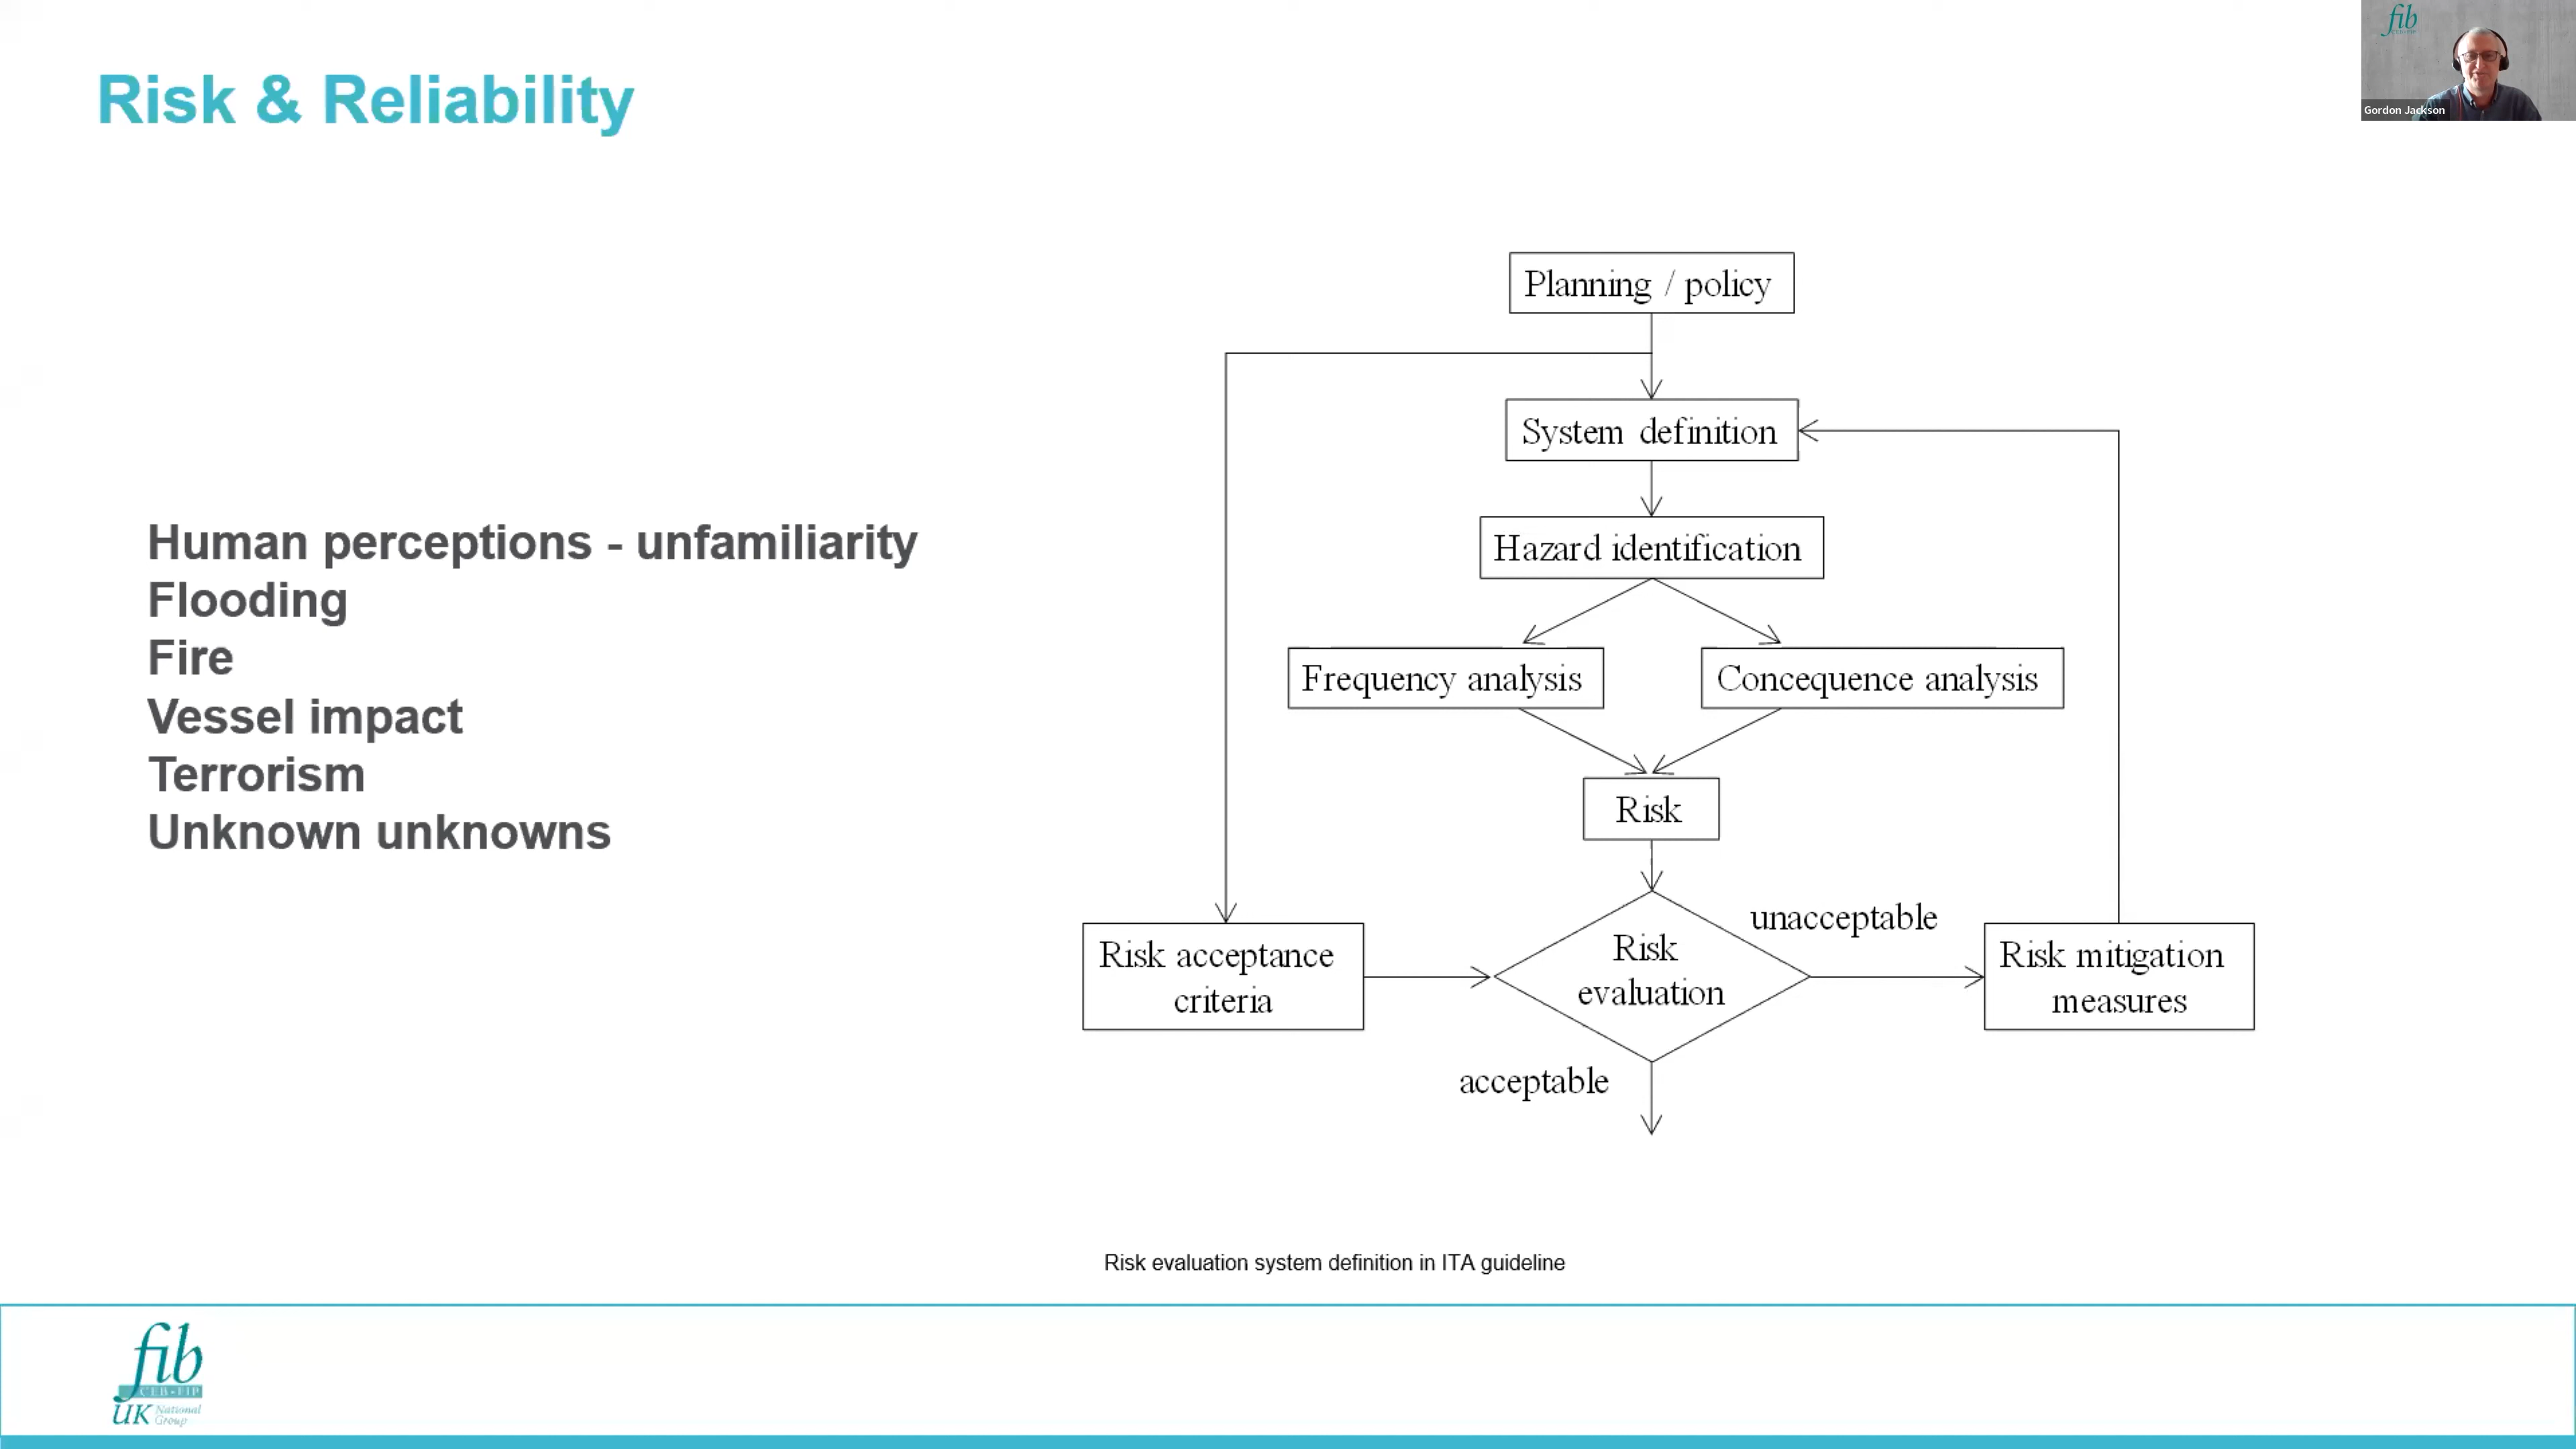 Risk & Reliability
fib
Gordon Jackson
Human perceptions - unfamiliarity
Flooding
Fire
Vessel impact
Terrorism
Unknown unknowns
Planning / policy
System definition
Hazard identification
Frequency analysis
Concequence analysis
Risk
Risk acceptance
criteria
Risk
evaluation
unacceptable
Risk mitigation
measures
acceptable
Risk evaluation system definition in ITA guideline
fib
CEB-FIP
UK National
Group